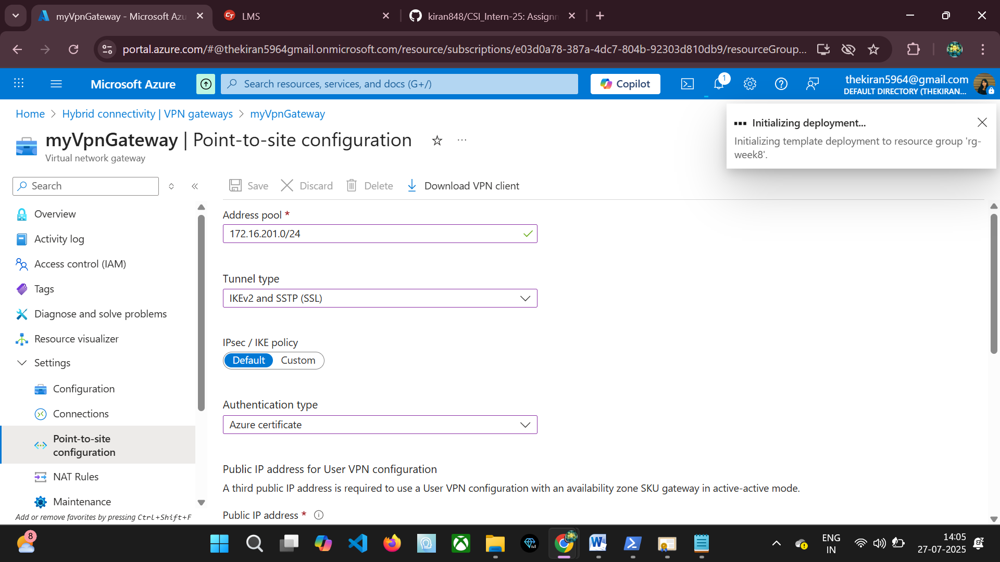 myVpnGateway - Microsoft Azu
LMS
kiran848/CSI_Intern-25: Assignm
portal.azure.com/#@thekiran5964gmail.onmicrosoft.com/resource/subscriptions/e03d0a78-387a-4dc7-804b-92303d810db9/resourceGroup...
Microsoft Azure
Search resources, services, and docs (G+/)
Copilot
1
thekiran5964@gmail.com
DEFAULT DIRECTORY (THEKIRAN...
Home > Hybrid connectivity | VPN gateways > myVpnGateway
myVpnGateway | Point-to-site configuration
Virtual network gateway
Initializing deployment...
Initializing template deployment to resource group 'rg-
week8'.
Search
Save
Discard
Delete
Download VPN client
Overview
Activity log
Access control (IAM)
Tags
Diagnose and solve problems
Resource visualizer
Settings
Configuration
Connections
Point-to-site
configuration
NAT Rules
Maintenance
Add or remove favorites by pressing Ctrl+Shift+F
Address pool *
172.16.201.0/24
Tunnel type
IKEv2 and SSTP (SSL)
IPsec / IKE policy
Default Custom
Authentication type
Azure certificate
Public IP address for User VPN configuration
A third public IP address is required to use a User VPN configuration with an availability zone SKU gateway in active-active mode.
Public IP address *
8
ENG
IN
14:05
27-07-2025